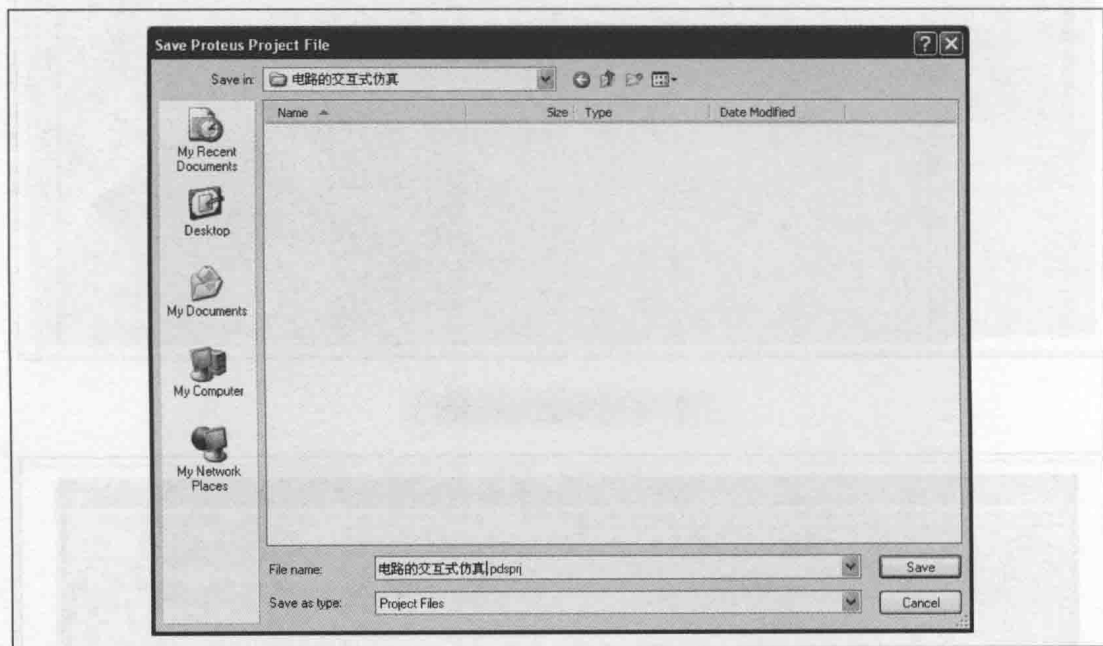 Save Proteus Project File
Save in: 电路的交互式仿真
Name Size Type Date Modified
My Recent
Documents
Desktop
My Documents
My Computer
My Network
Places
File name: 电路的交互式仿真.pdsprj Save
Save as type: Project Files Cancel